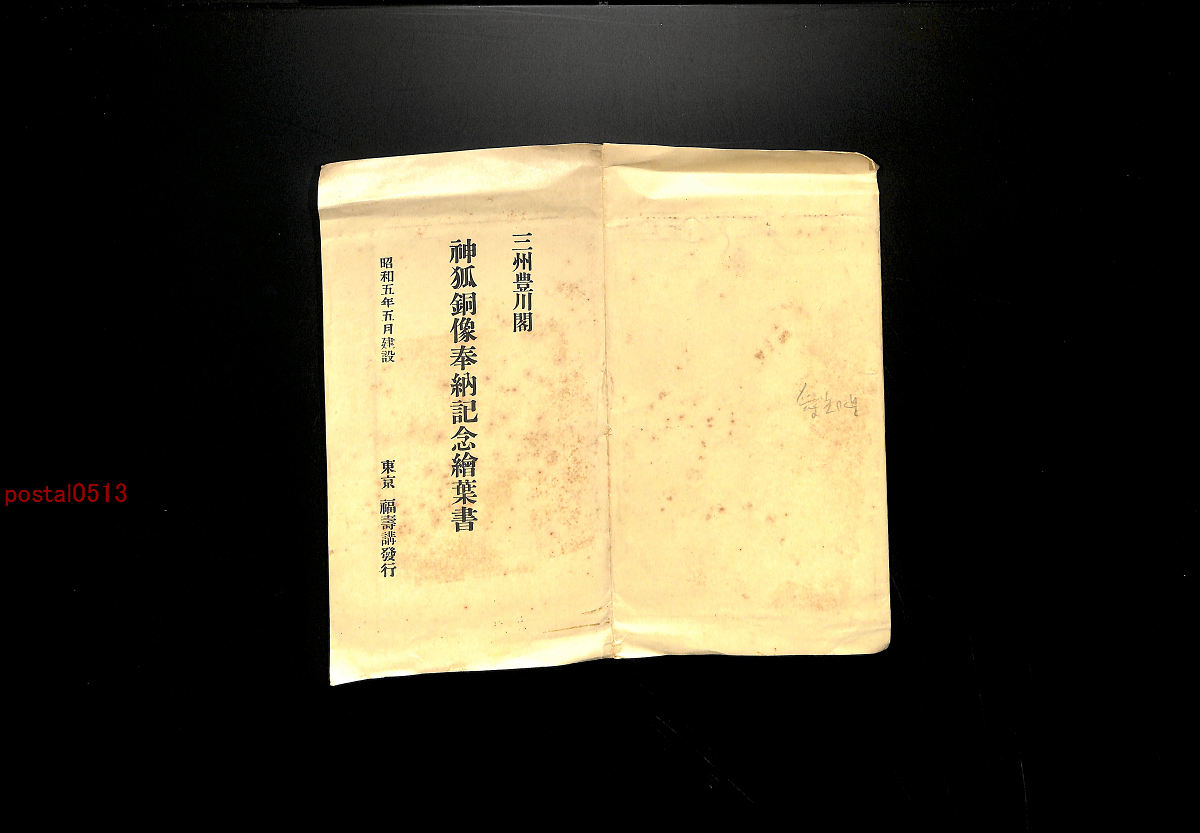 三州豊川閣
神狐銅像奉納記念繪葉書
昭和五年五月建設
東京 福壽講發行
postal0513